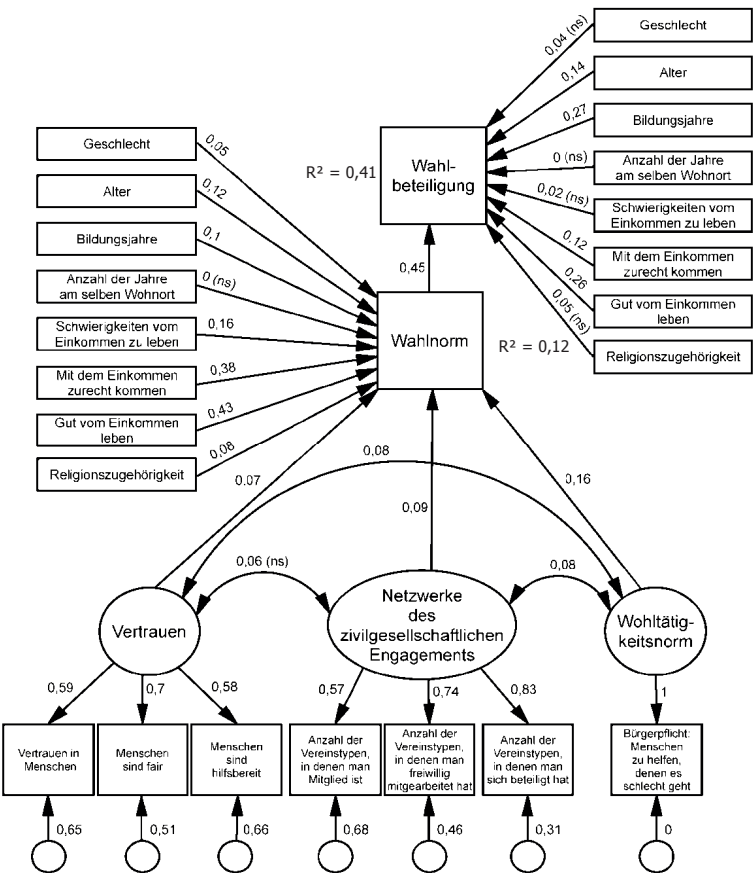 Geschlecht
0,04 (ns)
Alter
0,14
Bildungsjahre
0,27
Anzahl der Jahre
am selben Wohnort
0 (ns)
Schwierigkeiten vom
Einkommen zu leben
0,02 (ns)
Mit dem Einkommen
zurecht kommen
0,12
Gut vom Einkommen
leben
0,26
Religionszugehörigkeit
0,05 (ns)
Wahl-
beteiligung
R² = 0,41
0,45
Geschlecht
0,05
Alter
0,12
Bildungsjahre
0,1
Anzahl der Jahre
am selben Wohnort
0 (ns)
Schwierigkeiten vom
Einkommen zu leben
0,16
Mit dem Einkommen
zurecht kommen
0,38
Gut vom Einkommen
leben
0,43
Religionszugehörigkeit
0,08
Wahlnorm
R² = 0,12
0,07
0,08
0,09
0,16
0,06 (ns)
0,08
Vertrauen
Netzwerke
des
zivilgesellschaftlichen
Engagements
Wohltätig-
keitsnorm
0,59
0,7
0,58
0,57
0,74
0,83
1
Vertrauen in
Menschen
Menschen
sind fair
Menschen
sind
hilfsbereit
Anzahl der
Vereinstypen,
in denen man
Mitglied ist
Anzahl der
Vereinstypen,
in denen man
freiwillig
mitgearbeitet hat
Anzahl der
Vereinstypen,
in denen man
sich beteiligt hat
Bürgerpflicht:
Menschen
zu helfen,
denen es
schlecht geht
0,65
0,51
0,66
0,68
0,46
0,31
0